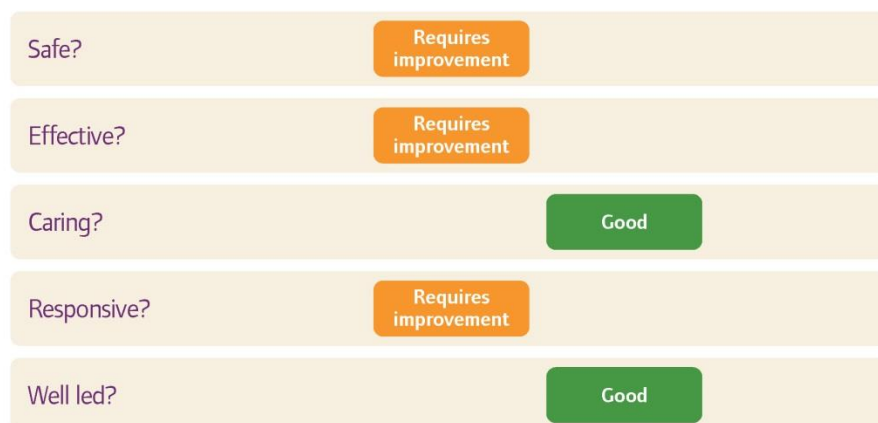 Safe?
Requires
improvement
Effective?
Requires
improvement
Caring?
Good
Responsive?
Requires
improvement
Well led?
Good